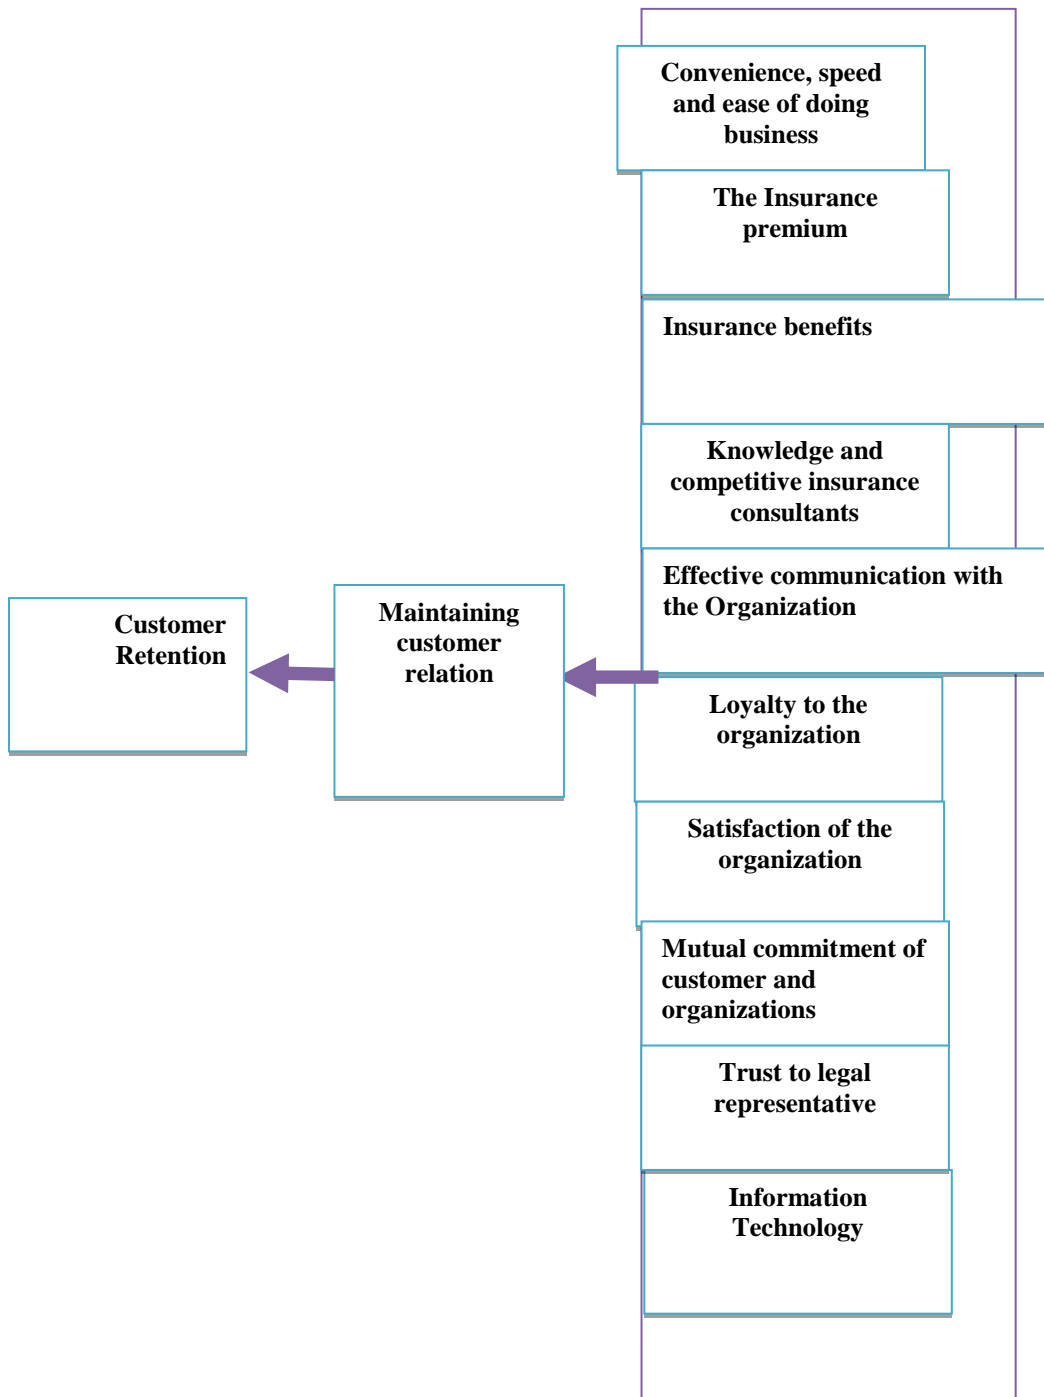 Convenience, speed
and ease of doing
business
The Insurance
premium
Insurance benefits
Knowledge and
competitive insurance
consultants
Effective communication with
the Organization
Customer
Retention
Maintaining
customer
relation
Loyalty to the
organization
Satisfaction of the
organization
Mutual commitment of
customer and
organizations
Trust to legal
representative
Information
Technology